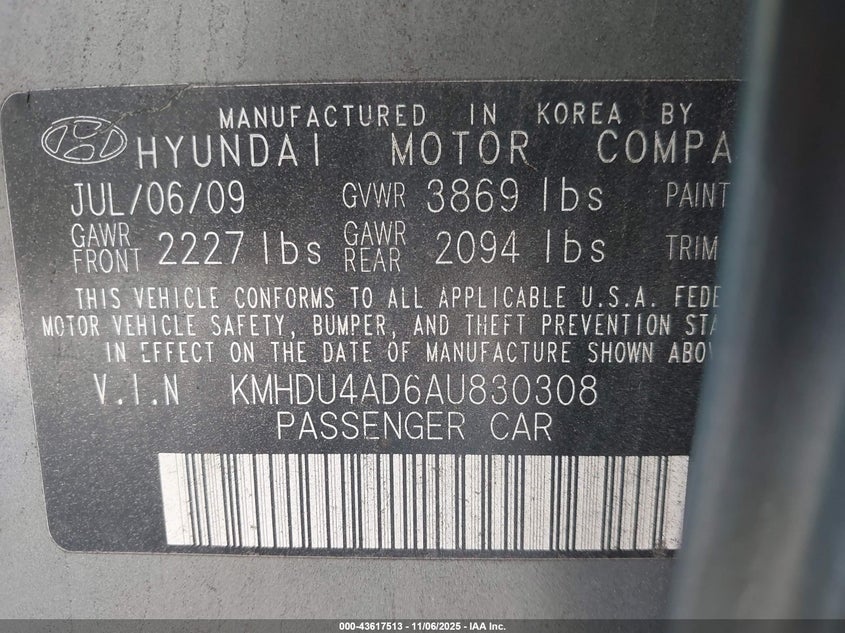 MANUFACTURED IN KOREA BY
HYUNDAI MOTOR COMPA
JUL/06/09 GVWR 3869 lbs PAINT
GAWR FRONT 2227 lbs GAWR REAR 2094 lbs TRIM
THIS VEHICLE CONFORMS TO ALL APPLICABLE U.S.A. FEDE
MOTOR VEHICLE SAFETY, BUMPER, AND THEFT PREVENTION STA
IN EFFECT ON THE DATE OF MANUFACTURE SHOWN ABOV
V.I.N KMHDU4AD6AU830308
PASSENGER CAR
000-43617513 - 11/06/2025 - IAA Inc.